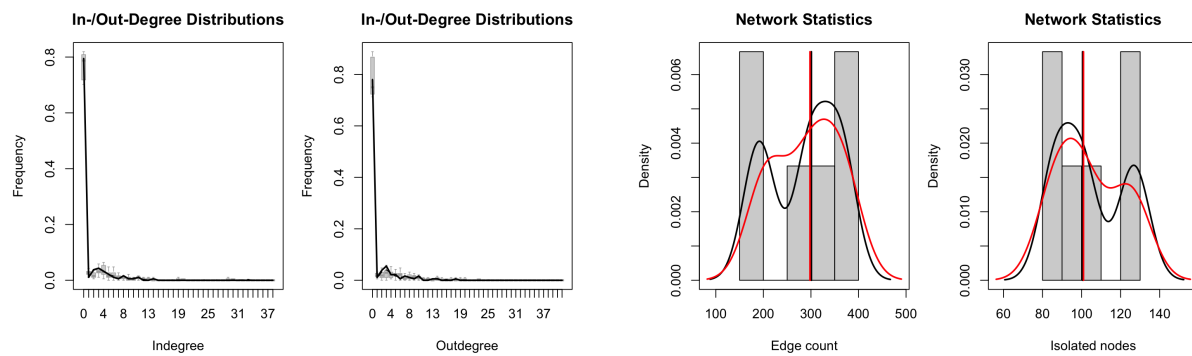 In-/Out-Degree Distributions
Frequency
0.0 0.2 0.4 0.6 0.8
0 4 8 13 19 25 31 37
Indegree
In-/Out-Degree Distributions
Frequency
0.0 0.2 0.4 0.6 0.8
0 4 8 13 19 25 31 37
Outdegree
Network Statistics
Density
0.000 0.002 0.004 0.006
100 200 300 400 500
Edge count
Network Statistics
Density
0.000 0.010 0.020 0.030
60 80 100 120 140
Isolated nodes